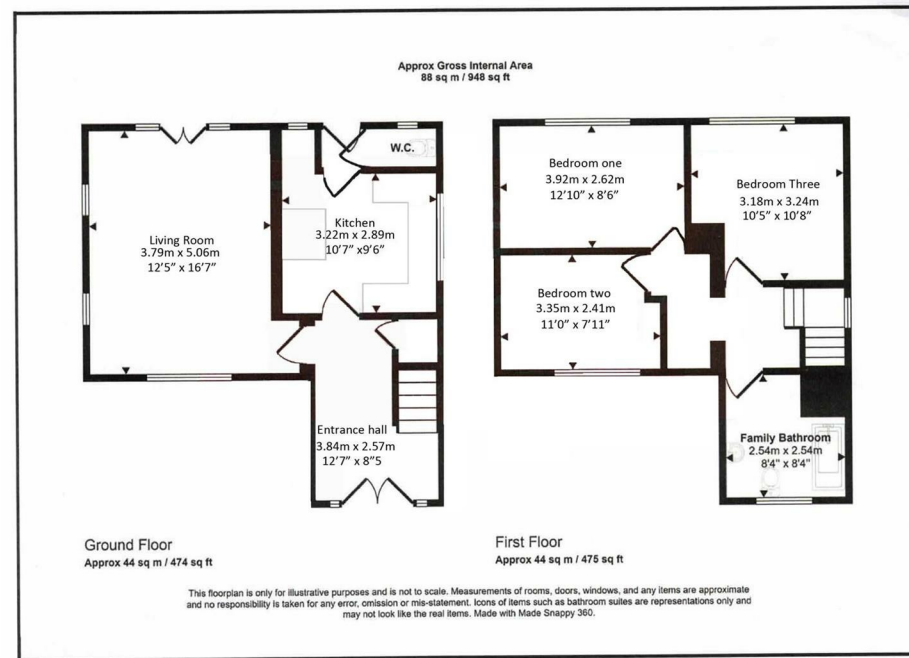 Approx Gross Internal Area
88 sq m / 948 sq ft
W.C.
Kitchen
3.22m x 2.89m
10'7" x9'6"
Living Room
3.79m x 5.06m
12'5" x 16'7"
Entrance hall
3.84m x 2.57m
12'7" x 8"5
Ground Floor
Approx 44 sq m / 474 sq ft
Bedroom one
3.92m x 2.62m
12'10" x 8'6"
Bedroom Three
3.18m x 3.24m
10'5" x 10'8"
Bedroom two
3.35m x 2.41m
11'0" x 7'11"
Family Bathroom
2.54m x 2.54m
8'4" x 8'4"
First Floor
Approx 44 sq m / 475 sq ft
This floorplan is only for illustrative purposes and is not to scale. Measurements of rooms, doors, windows, and any items are approximate
and no responsibility is taken for any error, omission or mis-statement. Icons of items such as bathroom suites are representations only and
may not look like the real items. Made with Made Snappy 360.